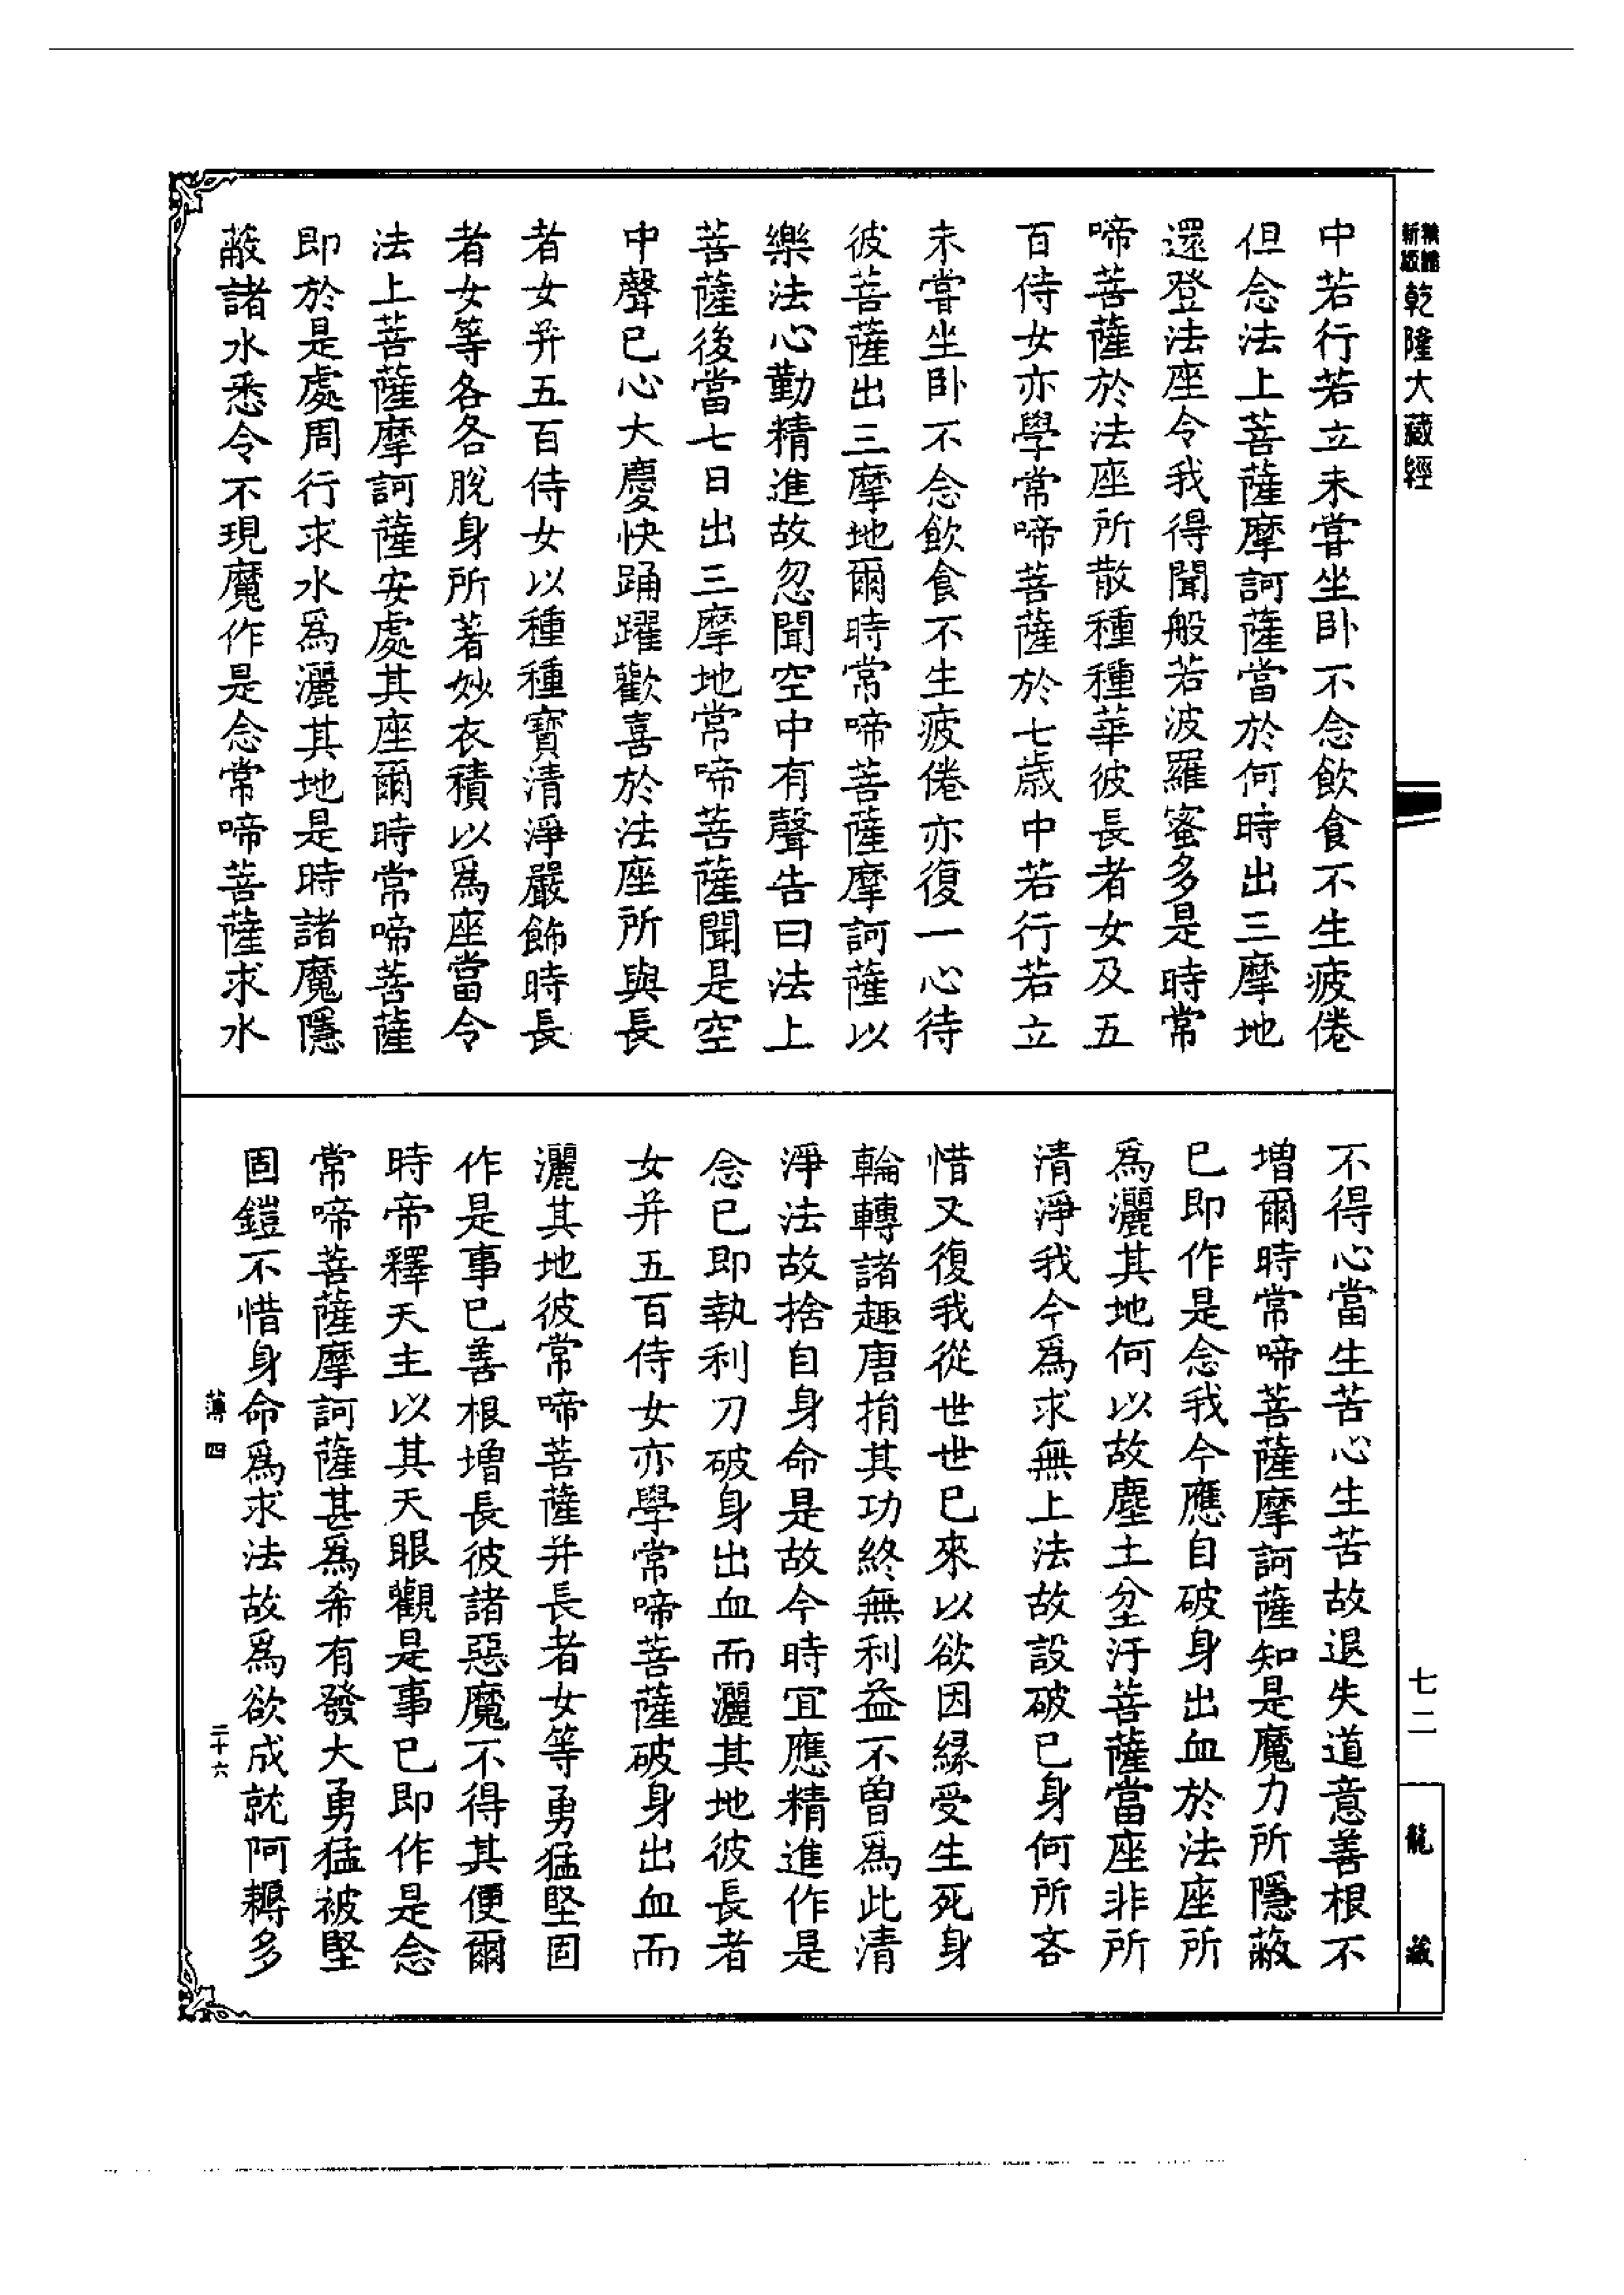 新版
精縮
乾隆大藏經
中若行若立未嘗坐卧不念飲食不生疲倦
但念法上菩薩摩訶薩當於何時出三摩地
還登法座令我得聞般若波羅蜜多是時常
啼菩薩於法座所散種種華彼長者女及五
百侍女亦學常啼菩薩於七歲中若行若立
未嘗坐卧不念飲食不生疲倦亦復一心待
彼菩薩出三摩地爾時常啼菩薩摩訶薩以
樂法心勤精進故忽聞空中有聲告曰法上
菩薩後當七日出三摩地常啼菩薩聞是空
中聲已心大慶快踊躍歡喜於法座所與長
者女并五百侍女以種種寶清淨嚴飾時長
者女等各各脫身所著妙衣積以爲座當令
法上菩薩摩訶薩安處其座爾時常啼菩薩
即於是處周行求水爲灑其地是時諸魔隱
蔽諸水悉令不現魔作是念常啼菩薩求水
不得心當生苦心生苦故退失道意善根不
增爾時常啼菩薩摩訶薩知是魔力所隱蔽
已即作是念我今應自破身出血於法座所
爲灑其地何以故塵土坌汙菩薩當座非所
清淨我今爲求無上法故設破已身何所吝
惜又復我從世世已來以欲因緣受生死身
輪轉諸趣唐捐其功終無利益不曾爲此清
淨法故捨自身命是故今時宜應精進作是
念已即執利刀破身出血而灑其地彼長者
女并五百侍女亦學常啼菩薩破身出血而
灑其地彼常啼菩薩并長者女等勇猛堅固
作是事已善根增長彼諸惡魔不得其便爾
時帝釋天主以其天眼觀是事已即作是念
常啼菩薩摩訶薩甚爲希有發大勇猛被堅
固鎧不惜身命爲求法故爲欲成就阿耨多
薄四
二十六
七二
龍藏